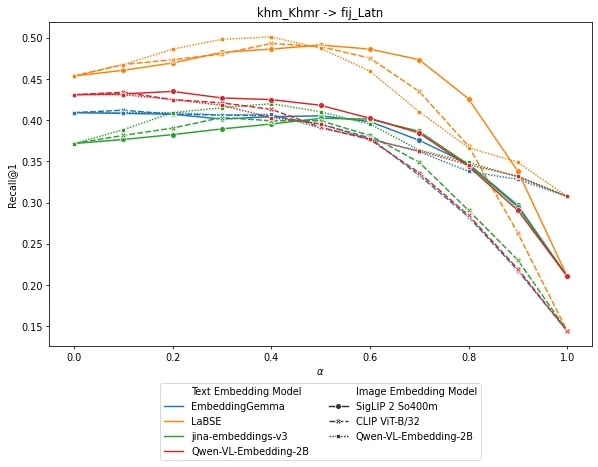 khm_Khmr -> fij_Latn
0.50
0.45
0.40
0.35
0.30
0.25
0.20
0.15
Recall@1
0.0 0.2 0.4 0.6 0.8 1.0
α
Text Embedding Model
EmbeddingGemma
LaBSE
jina-embeddings-v3
Qwen-VL-Embedding-2B
Image Embedding Model
SigLIP 2 So400m
CLIP ViT-B/32
Qwen-VL-Embedding-2B